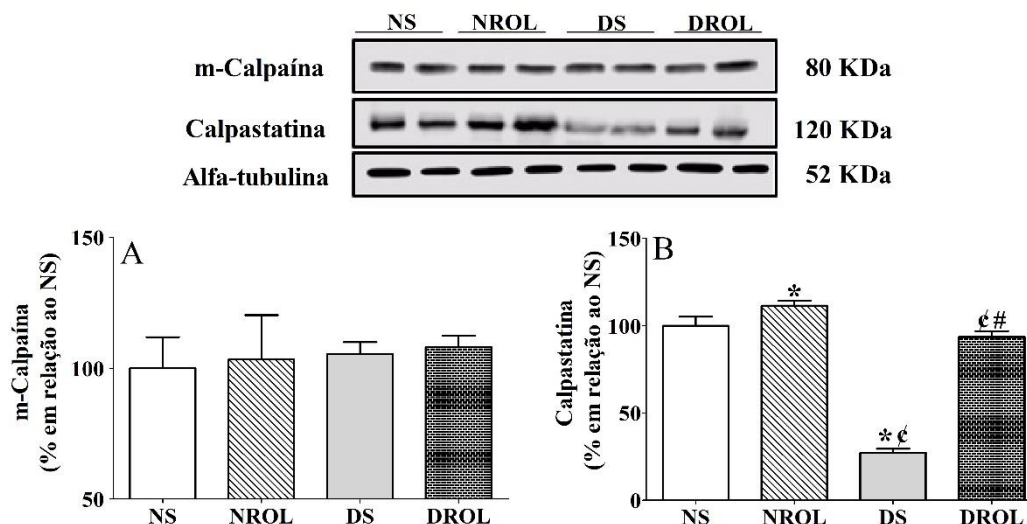 NS NROL DS DROL
m-Calpaína 80 KDa
Calpastatina 120 KDa
Alfa-tubulina 52 KDa
A
m-Calpaína
(% em relação ao NS)
150
100
50
NS NROL DS DROL
B
Calpastatina
(% em relação ao NS)
150
100
50
0
*
*¢
¢#
NS NROL DS DROL